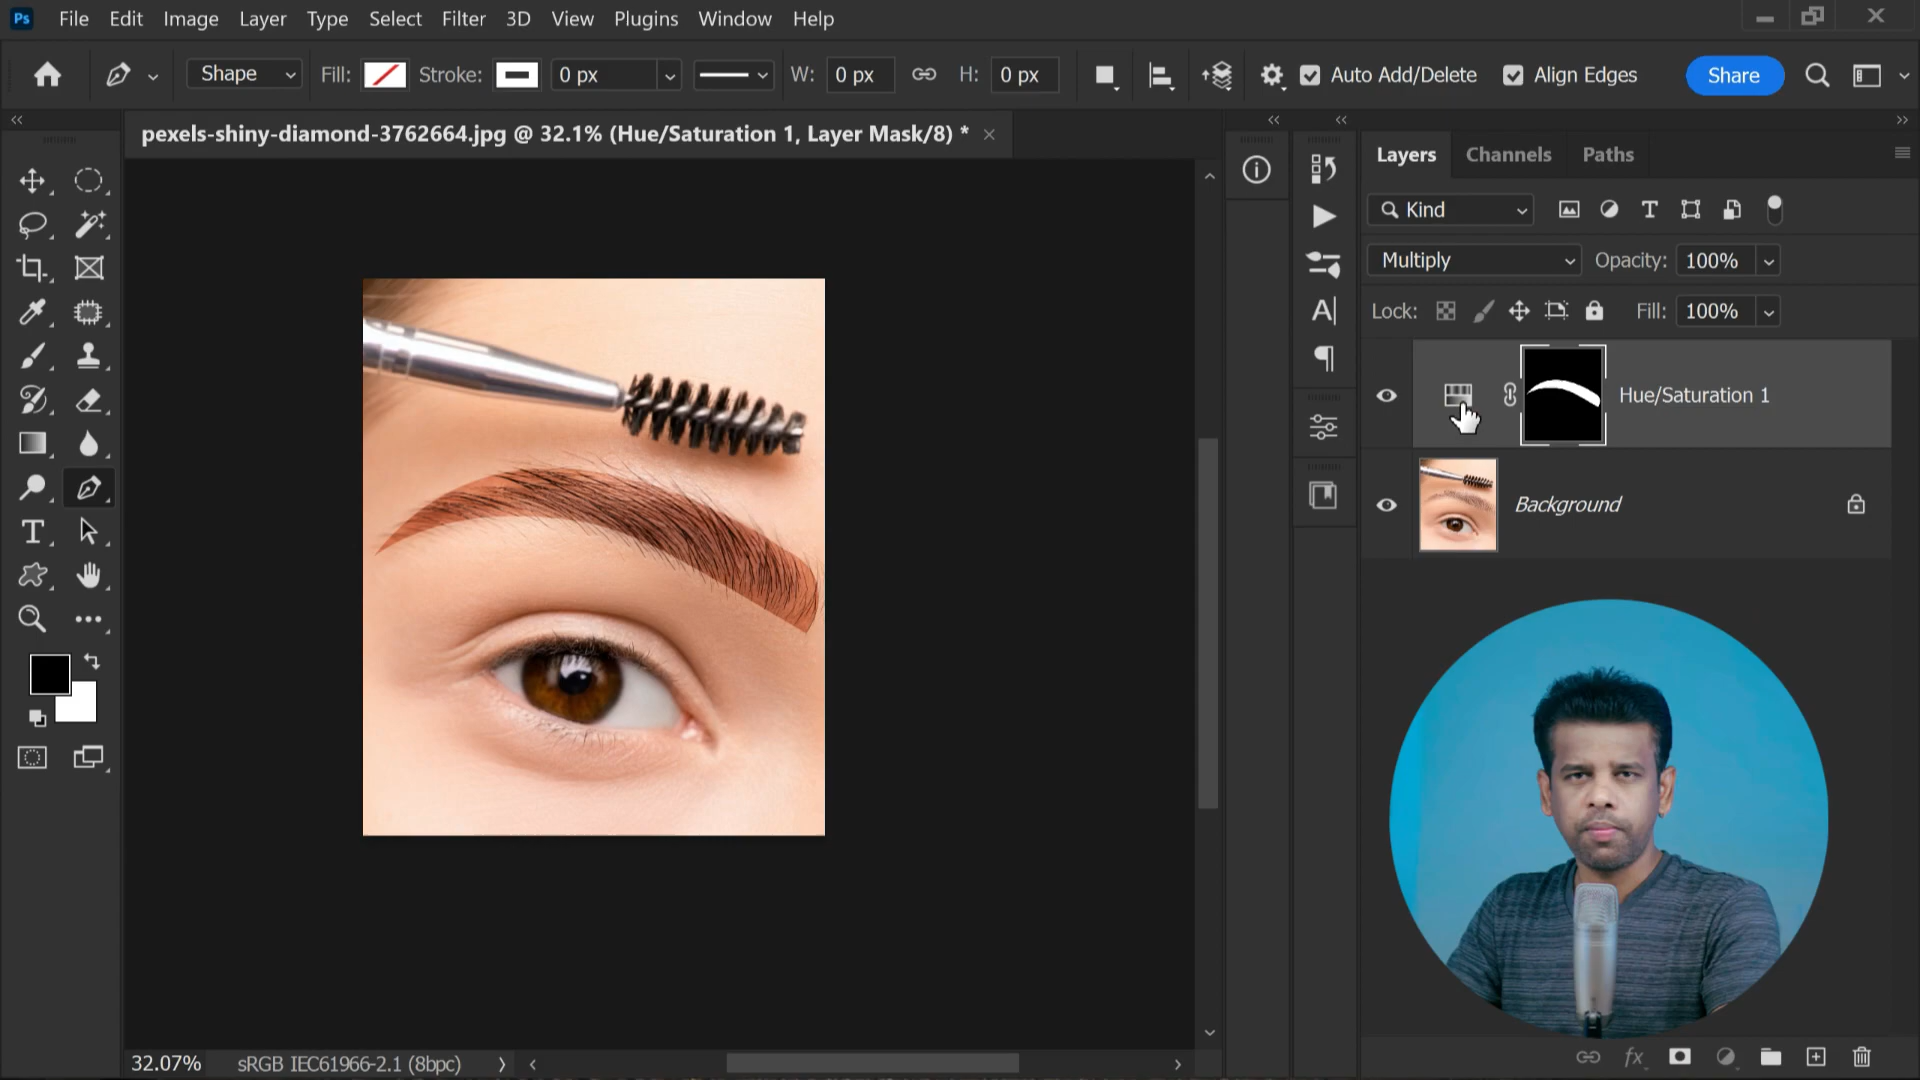 Ps File Edit Image Layer Type Select Filter 3D View Plugins Window Help
Shape Fill: Stroke: 0 px W: 0 px H: 0 px Auto Add/Delete Align Edges Share
pexels-shiny-diamond-3762664.jpg @ 32.1% (Hue/Saturation 1, Layer Mask/8) *
Layers Channels Paths
Kind
Multiply Opacity: 100%
Lock: Fill: 100%
Hue/Saturation 1
Background
32.07% sRGB IEC61966-2.1 (8bpc)